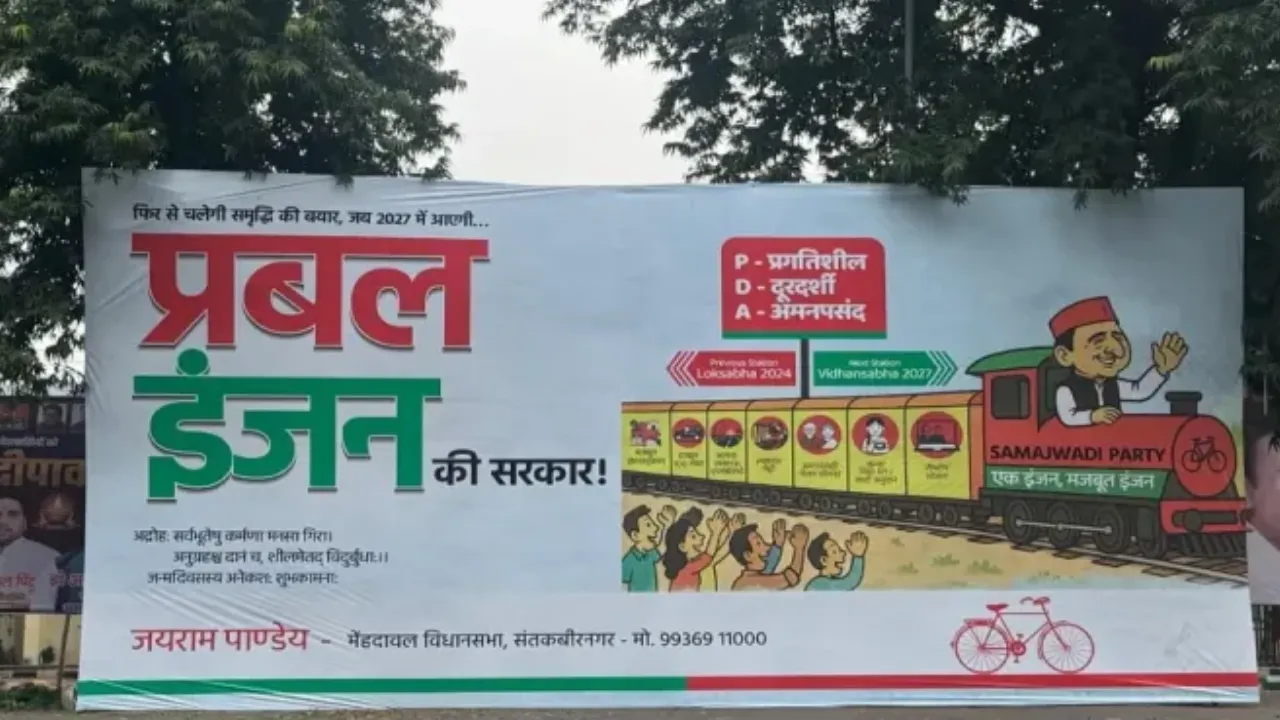 फिर से चलेगी समृद्धि की बयार, जब 2027 में आएगी...
प्रबल
इंजन
की सरकार!
अद्रोह: सर्वभूतेषु कर्मणा मनसा गिरा।
अनुग्रहश्च दानं च, शीलमेतद् विदुर्बुधा:।।
जन्मदिवसस्य अनेकश: शुभकामना:
P - प्रगतिशील
D - दूरदर्शी
A - अमनपसंद
Previous Station
Loksabha 2024
Next Station
Vidhansabha 2027
SAMAJWADI PARTY
एक इंजन, मजबूत इंजन
जयराम पाण्डेय – मेंहदावल विधानसभा, संतकबीरनगर - मो. 99369 11000